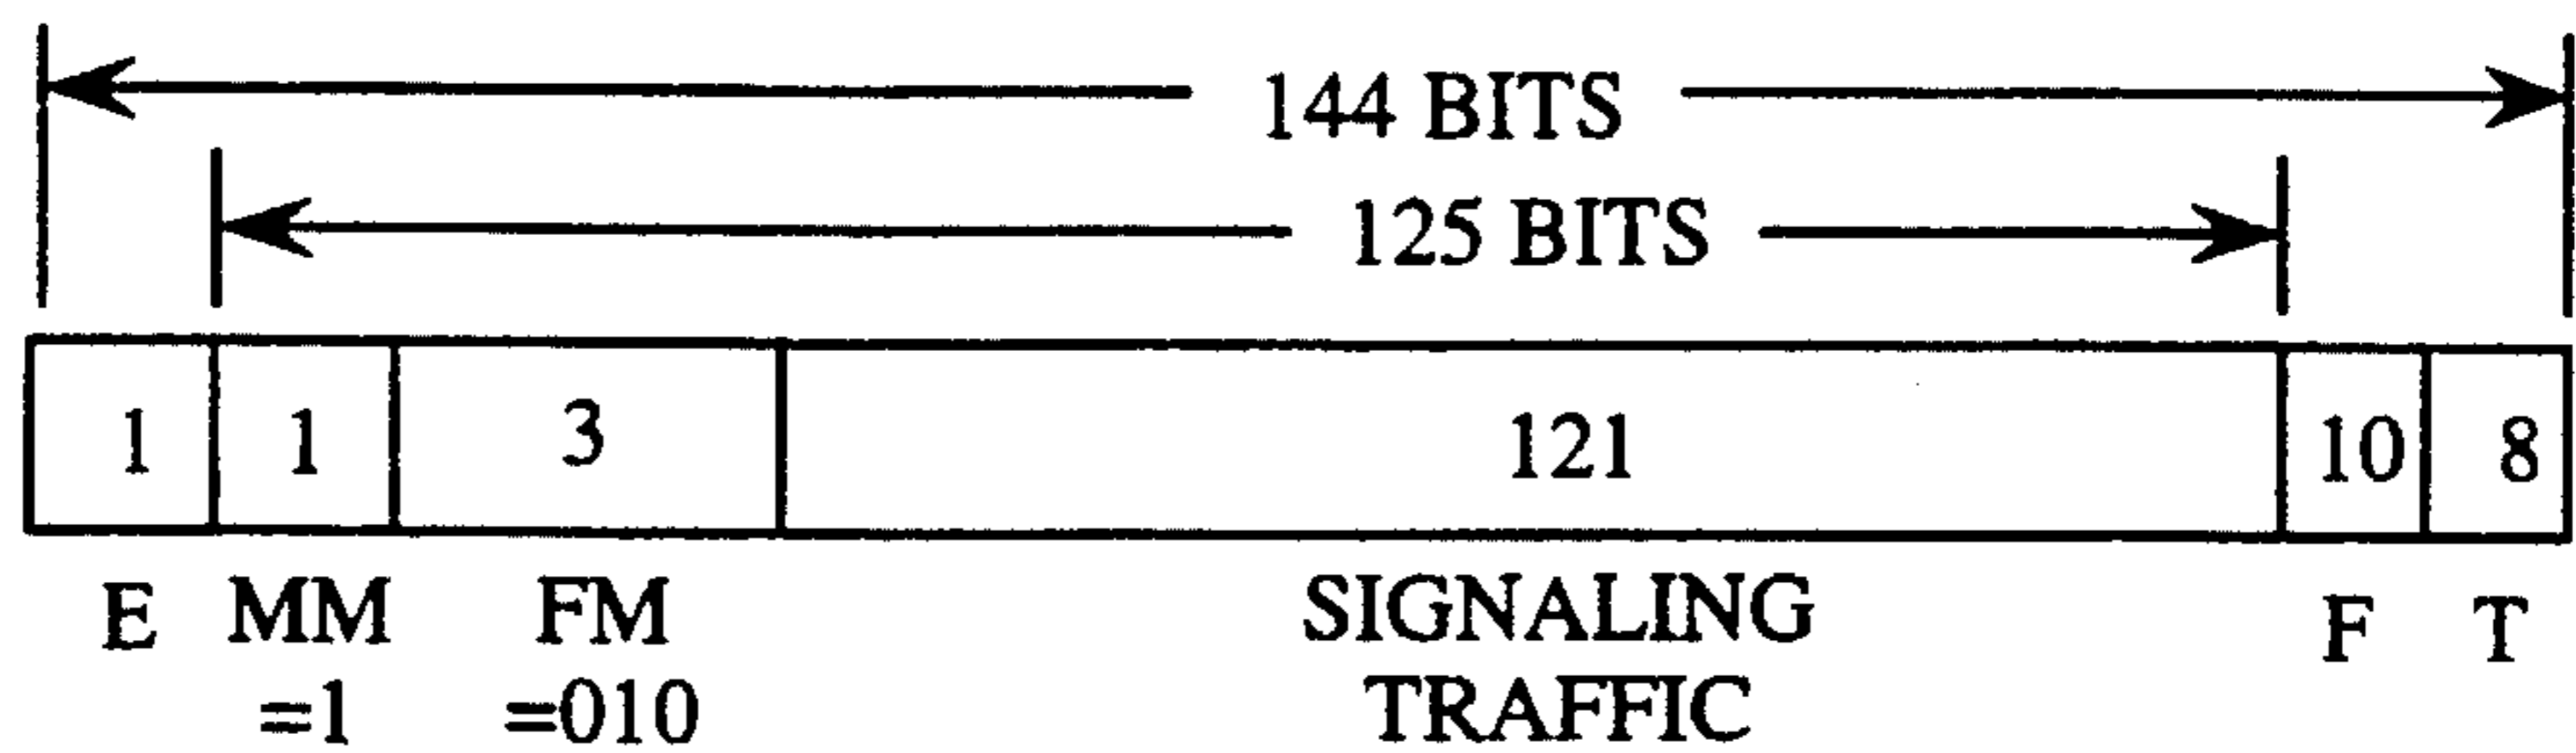 144 BITS
125 BITS
1 1 3 121 10 8
E MM FM SIGNALING F T
=1 =010 TRAFFIC